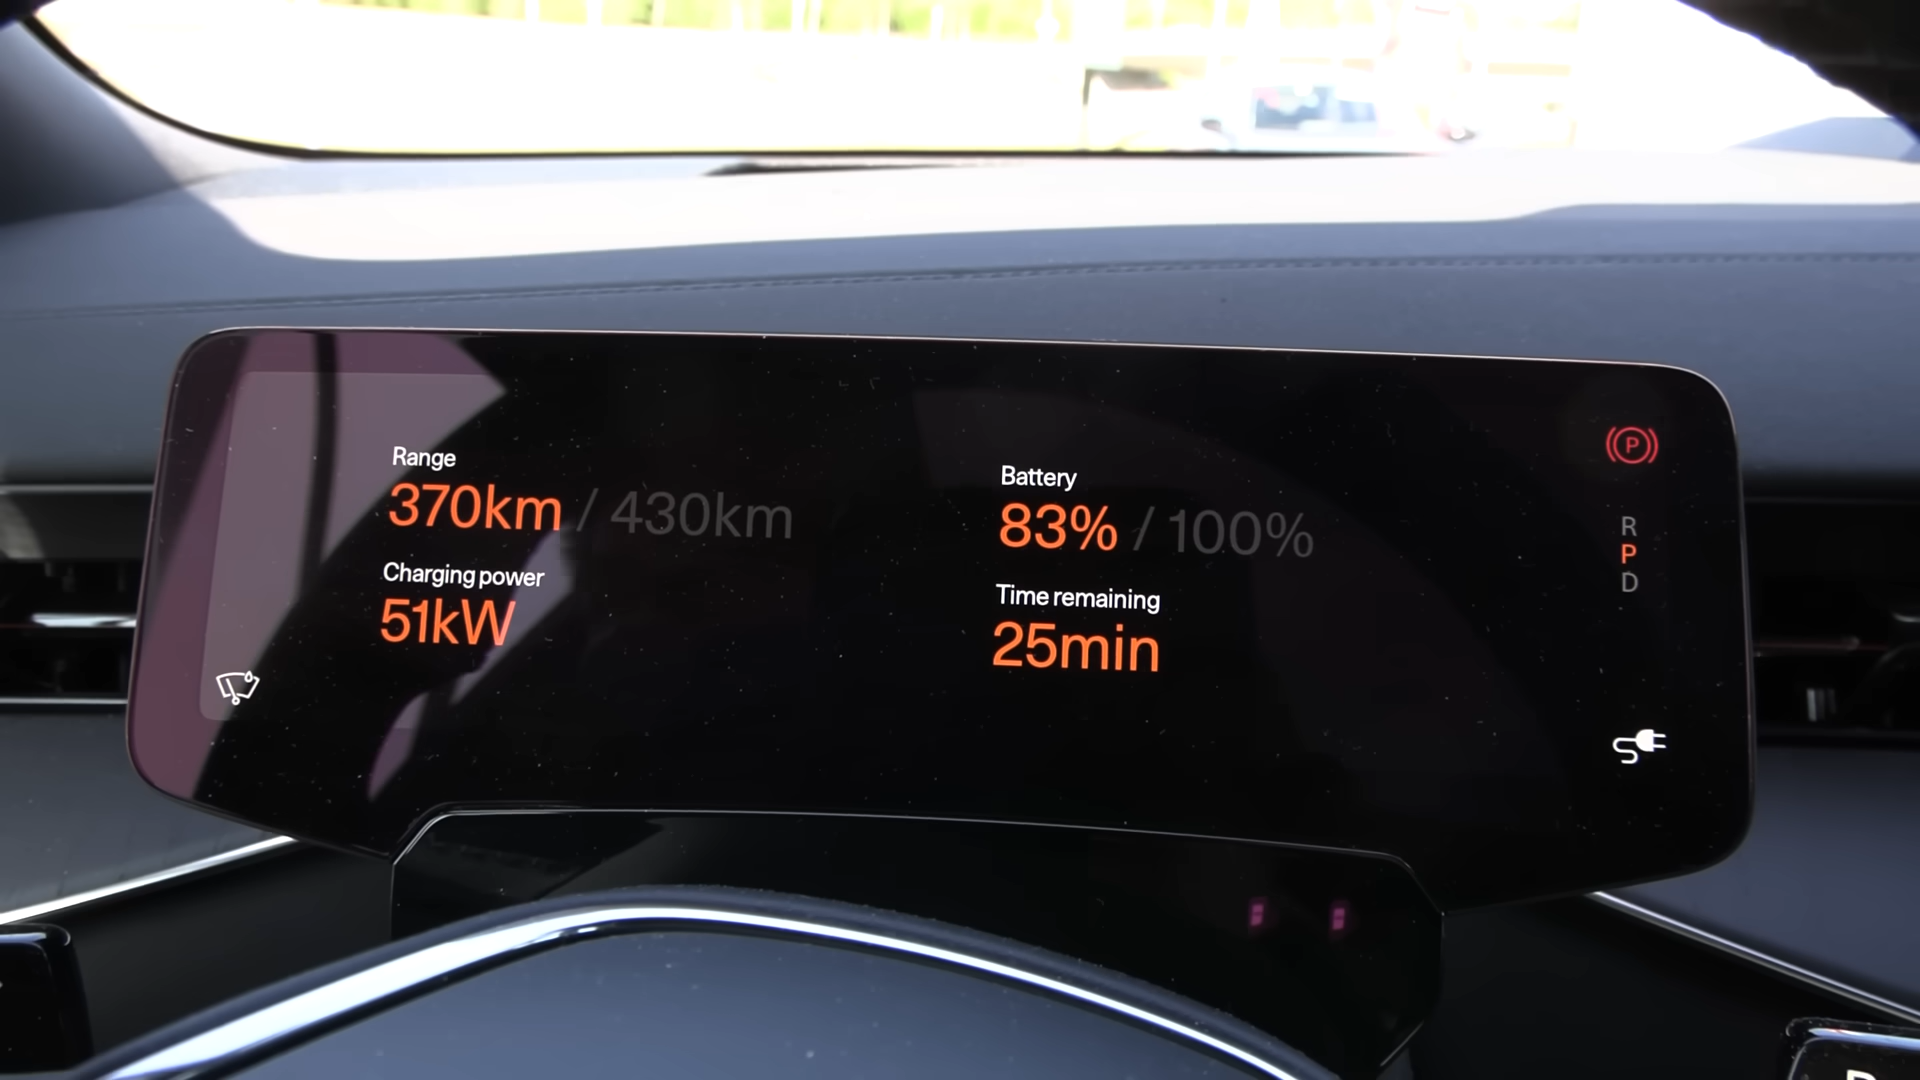 Range
370km / 430km
Charging power
51kW
Battery
83% / 100%
Time remaining
25min
P
R
P
D